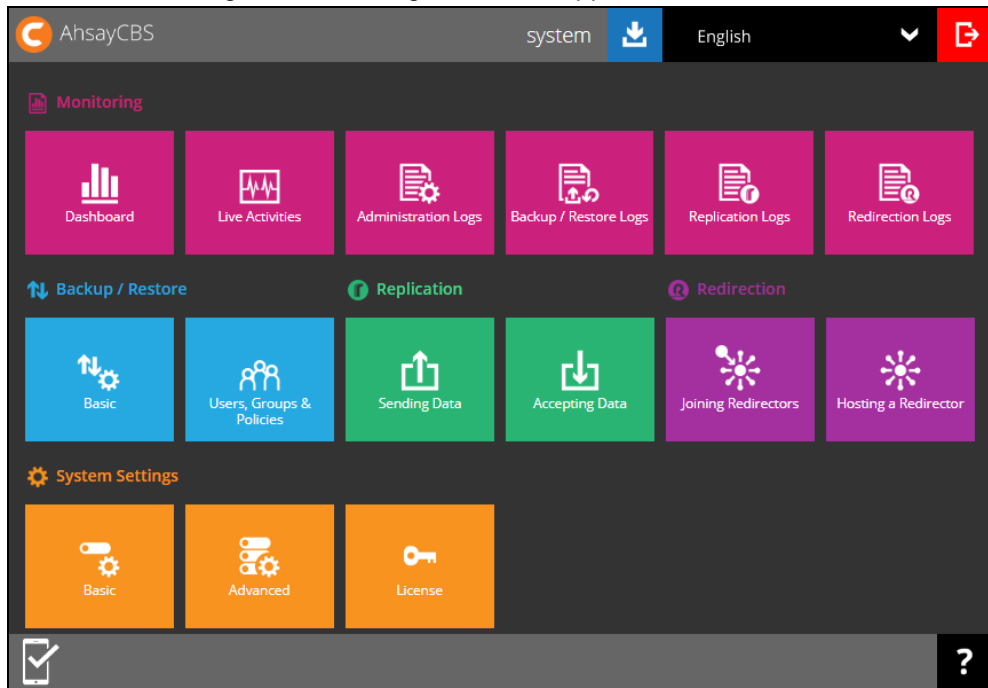 AhsayCBS
system
English
Monitoring
Dashboard
Live Activities
Administration Logs
Backup / Restore Logs
Replication Logs
Redirection Logs
Backup / Restore
Replication
Redirection
Basic
Users, Groups &
Policies
Sending Data
Accepting Data
Joining Redirectors
Hosting a Redirector
System Settings
Basic
Advanced
License
?